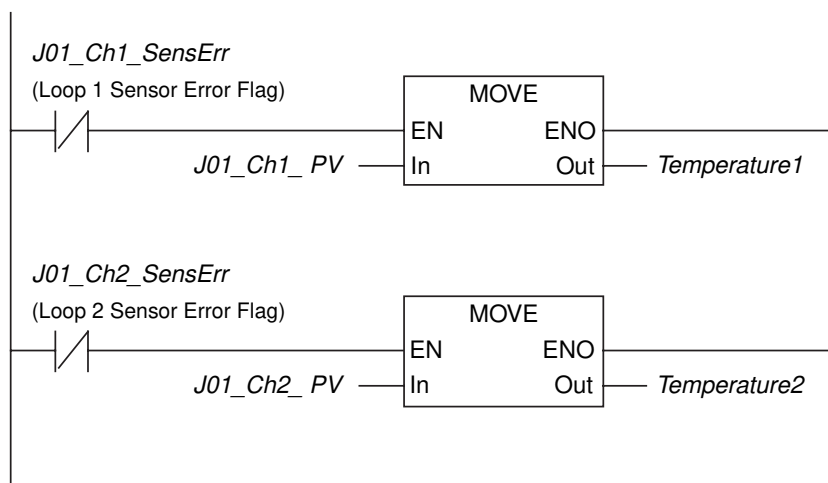 J01_Ch1_SensErr
(Loop 1 Sensor Error Flag)
MOVE
EN ENO
J01_Ch1_ PV In Out Temperature1
J01_Ch2_SensErr
(Loop 2 Sensor Error Flag)
MOVE
EN ENO
J01_Ch2_ PV In Out Temperature2